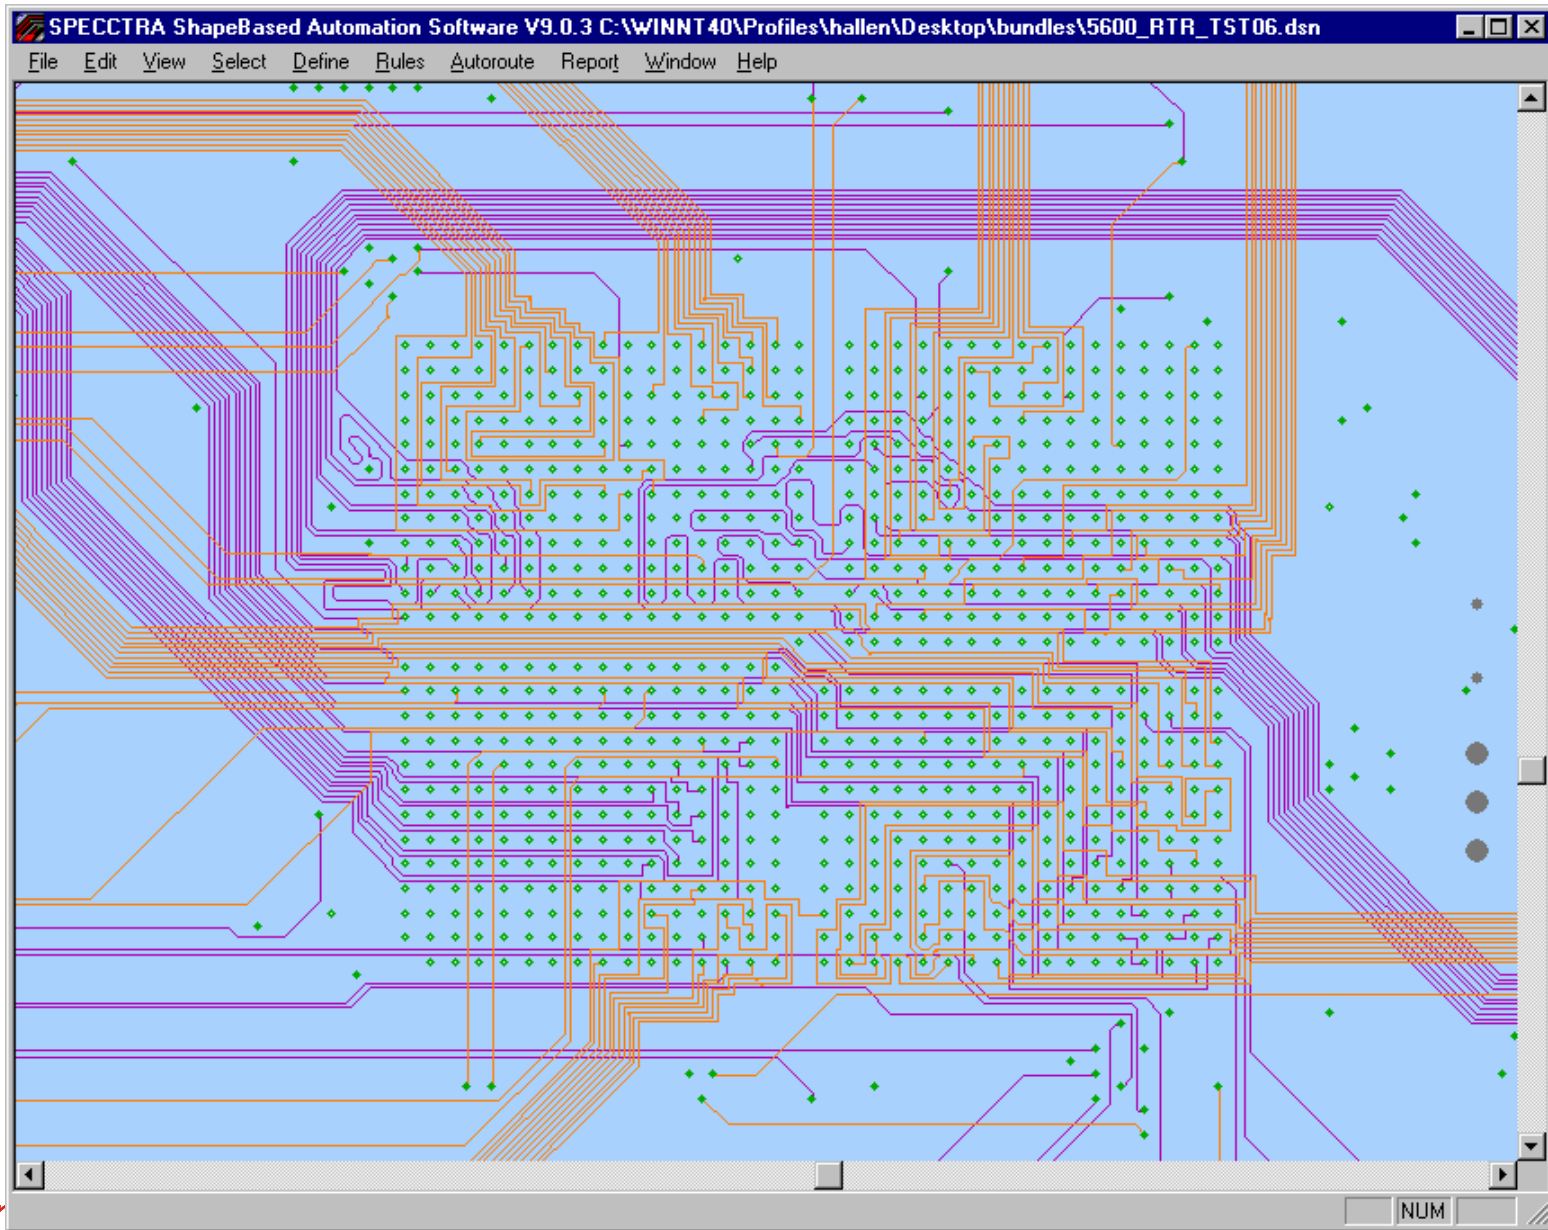 SPECCTRA ShapeBased Automation Software V9.0.3 C:\WINNT40\Profiles\hallen\Desktop\bundles\5600_RTR_TST06.dsn
File Edit View Select Define Rules Autoroute Report Window Help
NUM